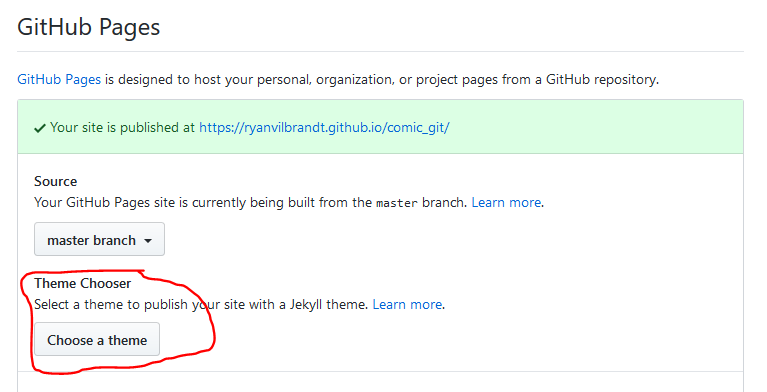 GitHub Pages
GitHub Pages is designed to host your personal, organization, or project pages from a GitHub repository.
Your site is published at https://ryanvilbrandt.github.io/comic_git/
Source
Your GitHub Pages site is currently being built from the master branch. Learn more.
master branch
Theme Chooser
Select a theme to publish your site with a Jekyll theme. Learn more.
Choose a theme